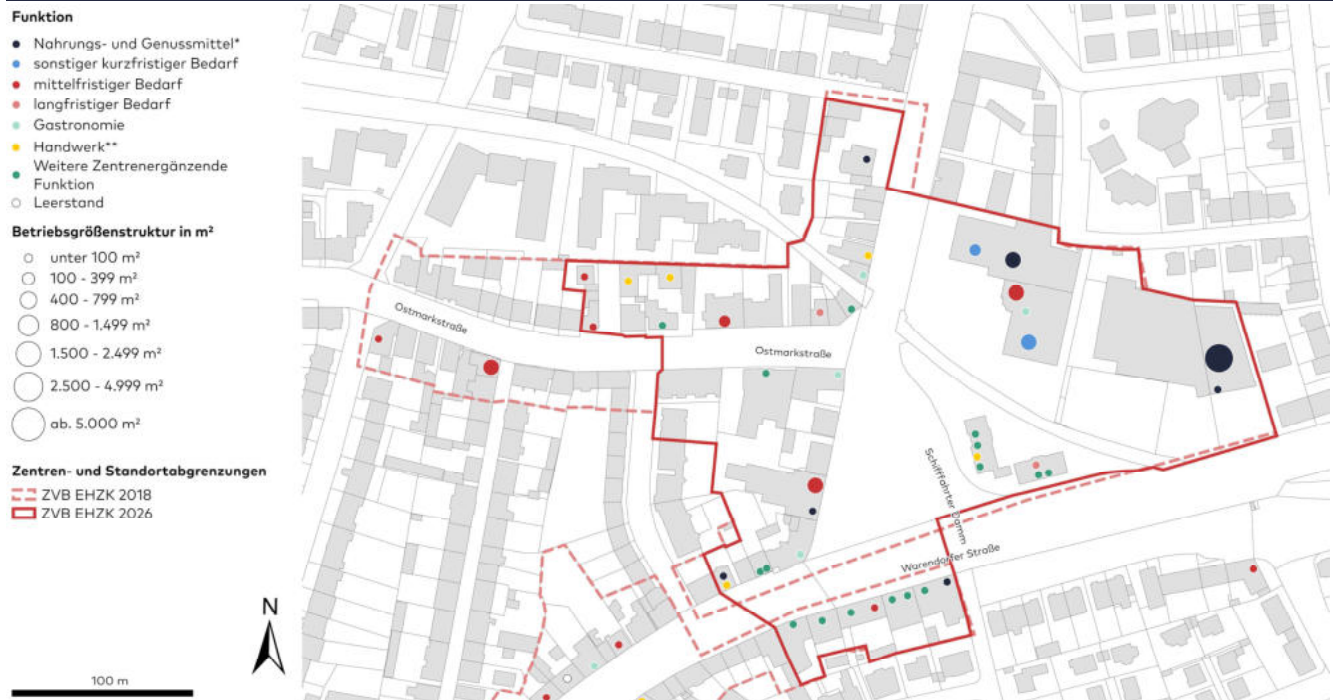 Funktion
Nahrungs- und Genussmittel*
sonstiger kurzfristiger Bedarf
mittelfristiger Bedarf
langfristiger Bedarf
Gastronomie
Handwerk**
Weitere Zentrenergänzende
Funktion
Leerstand
Betriebsgrößenstruktur in m²
unter 100 m²
100 - 399 m²
400 - 799 m²
800 - 1.499 m²
1.500 - 2.499 m²
2.500 - 4.999 m²
ab. 5.000 m²
Zentren- und Standortabgrenzungen
ZVB EHZK 2018
ZVB EHZK 2026
N
100 m
Ostmarkstraße
Ostmarkstraße
Schifffahrter Damm
Warendorfer Straße